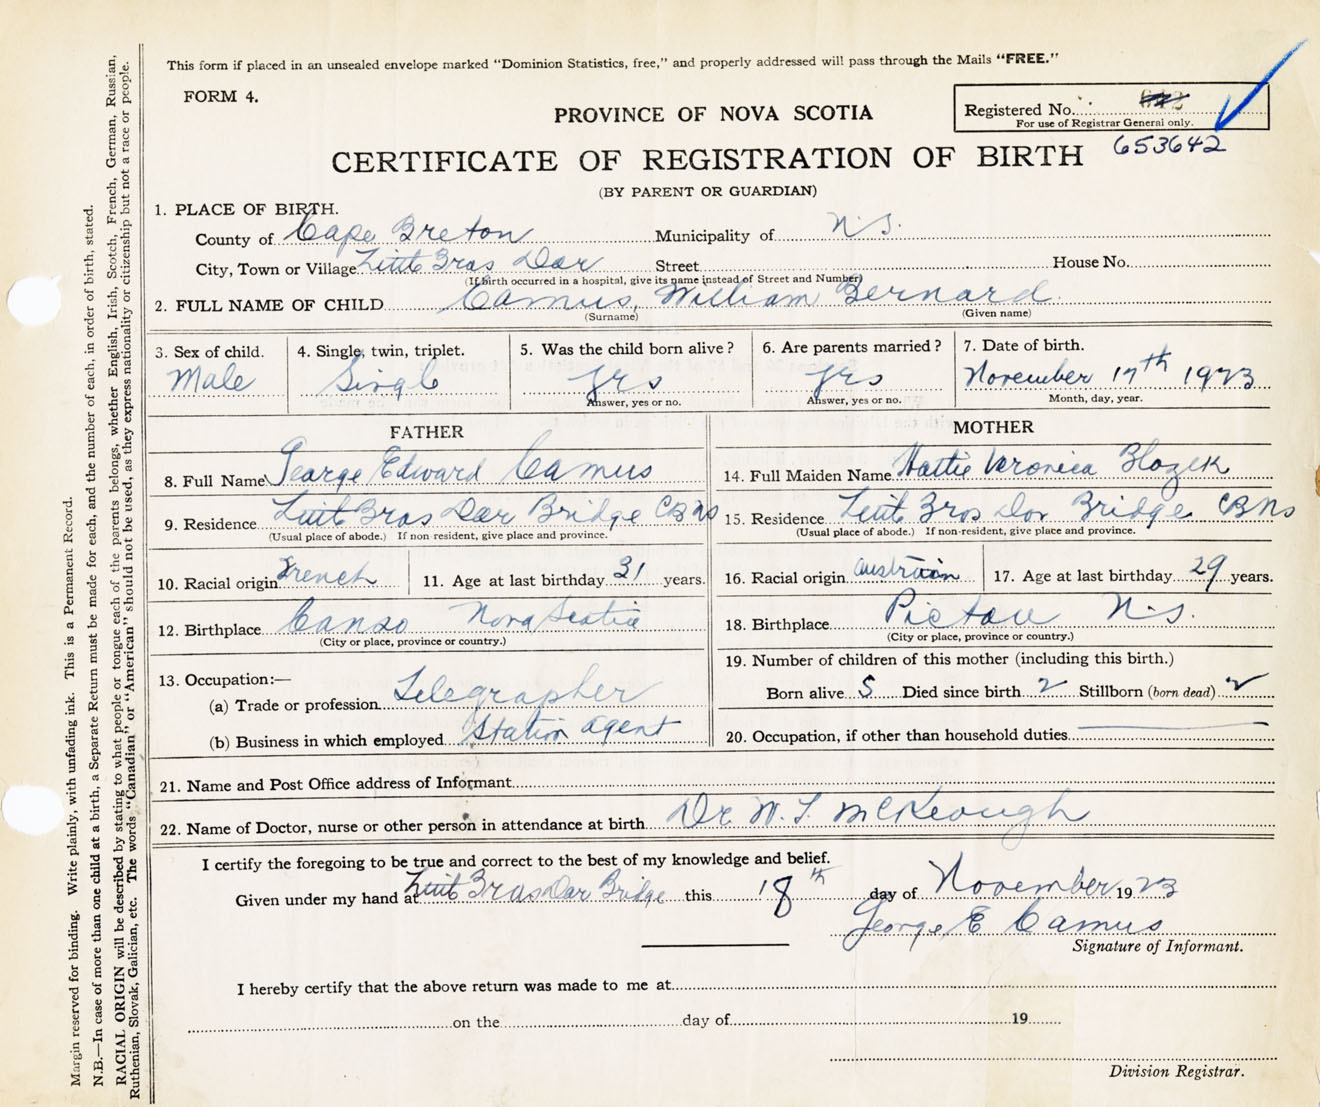 This form if placed in an unsealed envelope marked "Dominion Statistics, free," and properly addressed will pass through the Mails "FREE."
FORM 4.
PROVINCE OF NOVA SCOTIA
Registered No.
For use of Registrar General only.
653642
CERTIFICATE OF REGISTRATION OF BIRTH
(BY PARENT OR GUARDIAN)
1. PLACE OF BIRTH.
County of Cape Breton Municipality of N.S.
City, Town or Village Little Bras Dor Street House No.
(If birth occurred in a hospital, give its name instead of Street and Number)
2. FULL NAME OF CHILD Camus, William Bernard.
(Surname) (Given name)
3. Sex of child. 4. Single, twin, triplet. 5. Was the child born alive? 6. Are parents married? 7. Date of birth.
Male Single yes yes November 17th 1923
Answer, yes or no. Answer, yes or no. Month, day, year.
FATHER MOTHER
8. Full Name George Edward Camus 14. Full Maiden Name Hattie Veronica Blozek
9. Residence Little Bras Dor Bridge CB NS 15. Residence Little Bras Dor Bridge CB NS
(Usual place of abode.) If non-resident, give place and province. (Usual place of abode.) If non-resident, give place and province.
10. Racial origin French 11. Age at last birthday 31 years. 16. Racial origin Austrian 17. Age at last birthday 29 years.
12. Birthplace Canso Nova Scotia 18. Birthplace Pictou N.S.
(City or place, province or country.) (City or place, province or country.)
13. Occupation:— 19. Number of children of this mother (including this birth.)
(a) Trade or profession Telegrapher Born alive 5 Died since birth 2 Stillborn (born dead)
(b) Business in which employed Station agent 20. Occupation, if other than household duties
21. Name and Post Office address of Informant
22. Name of Doctor, nurse or other person in attendance at birth Dr. McKeough
I certify the foregoing to be true and correct to the best of my knowledge and belief.
Given under my hand at Little Bras Dor Bridge this 18th day of November 1923
George E Camus
Signature of Informant.
I hereby certify that the above return was made to me at
on the day of 19
Division Registrar.
Margin reserved for binding. Write plainly, with unfading ink. This is a Permanent Record.
N.B.—In case of more than one child at a birth, a Separate Return must be made for each, and the number of each, in order of birth, stated.
RACIAL ORIGIN will be described by stating to what people or tongue each of the parents belongs, whether English, Irish, Scotch, French, German, Russian,
Ruthenian, Slovak, Galician, etc. The words "Canadian" or "American" should not be used, as they express nationality or citizenship but not a race or people.